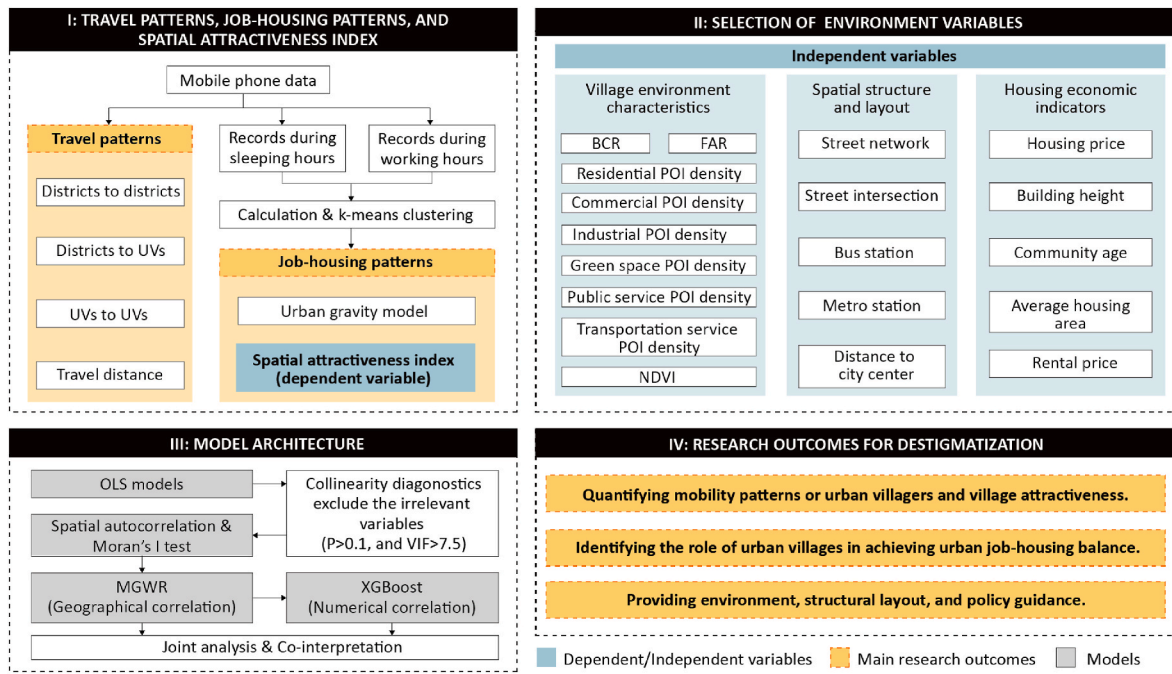 I: TRAVEL PATTERNS, JOB-HOUSING PATTERNS, AND
SPATIAL ATTRACTIVENESS INDEX
Mobile phone data
Travel patterns
Districts to districts
Districts to UVs
UVs to UVs
Travel distance
Records during
sleeping hours
Records during
working hours
Calculation & k-means clustering
Job-housing patterns
Urban gravity model
Spatial attractiveness index
(dependent variable)
II: SELECTION OF ENVIRONMENT VARIABLES
Independent variables
Village environment
characteristics
BCR
FAR
Residential POI density
Commercial POI density
Industrial POI density
Green space POI density
Public service POI density
Transportation service
POI density
NDVI
Spatial structure
and layout
Street network
Street intersection
Bus station
Metro station
Distance to
city center
Housing economic
indicators
Housing price
Building height
Community age
Average housing
area
Rental price
III: MODEL ARCHITECTURE
OLS models
Collinearity diagonostics
exclude the irrelevant
variables
(P>0.1, and VIF>7.5)
Spatial autocorrelation &
Moran's I test
MGWR
(Geographical correlation)
XGBoost
(Numerical correlation)
Joint analysis & Co-interpretation
IV: RESEARCH OUTCOMES FOR DESTIGMATIZATION
Quantifying mobility patterns or urban villagers and village attractiveness.
Identifying the role of urban villages in achieving urban job-housing balance.
Providing environment, structural layout, and policy guidance.
Dependent/Independent variables
Main research outcomes
Models